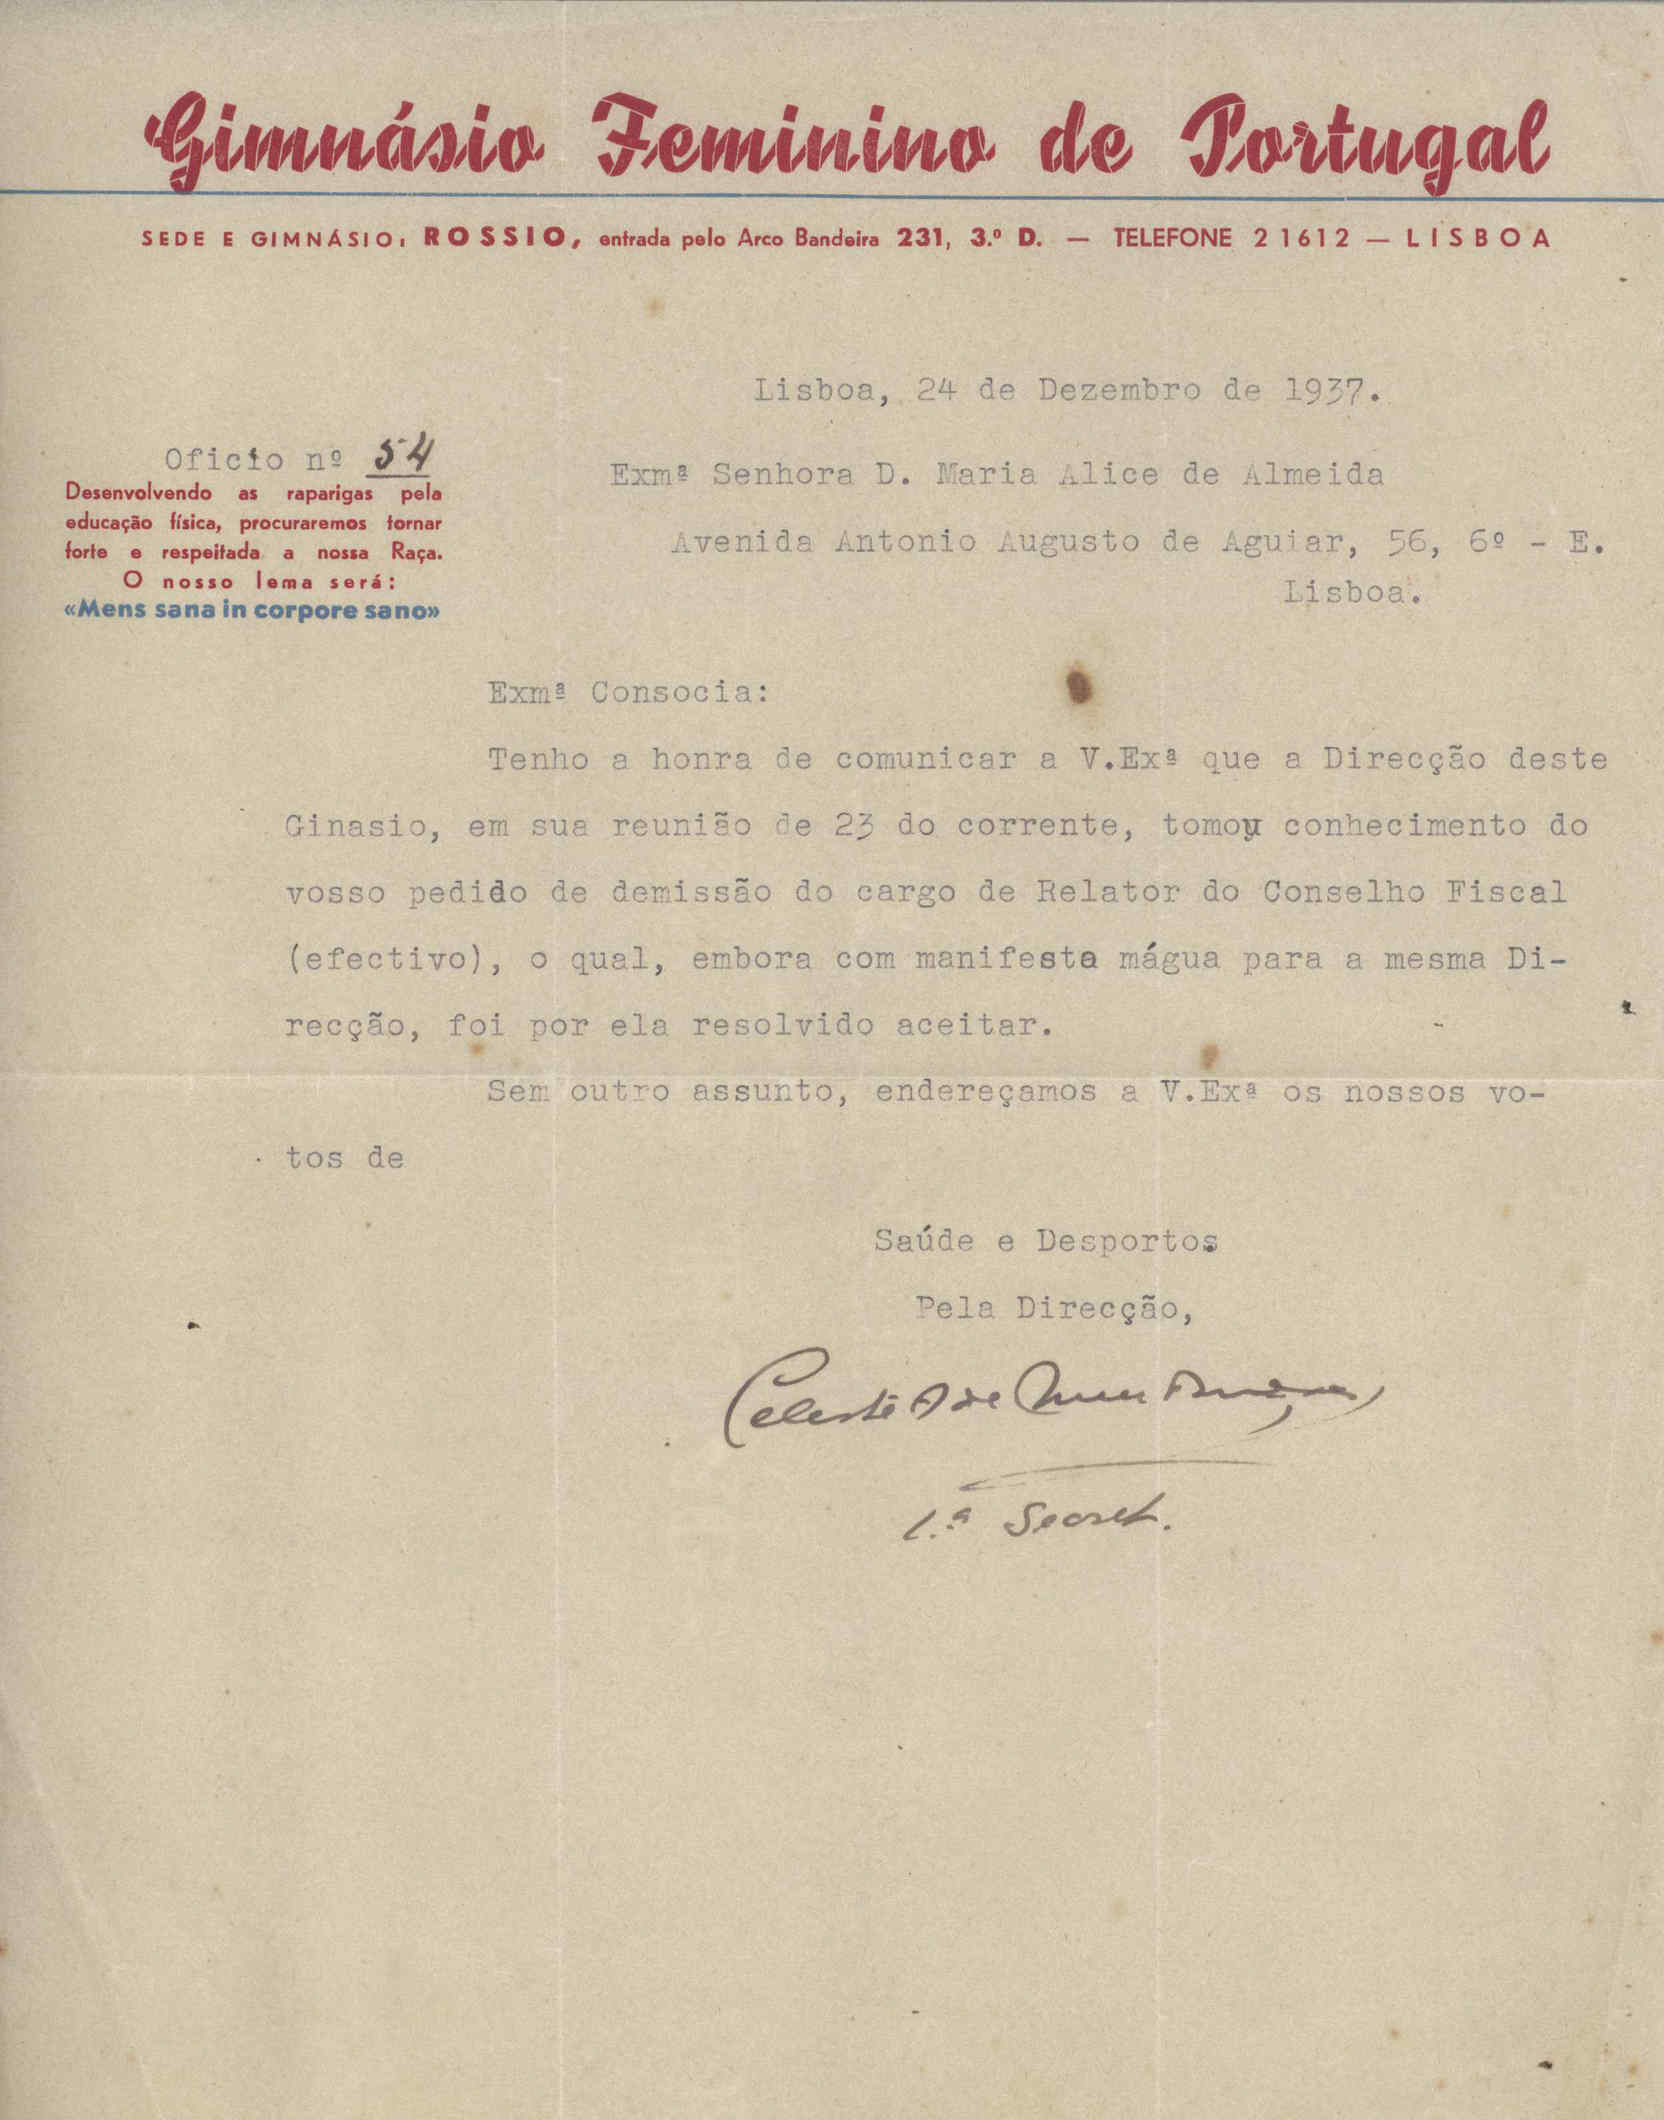 Gimnásio Feminino de Portugal
SEDE E GIMNÁSIO: ROSSIO, entrada pelo Arco Bandeira 231, 3.º D. — TELEFONE 21612 — LISBOA
Lisboa, 24 de Dezembro de 1937.
Oficio nº 54
Desenvolvendo as raparigas pela
educação física, procuraremos tornar
forte e respeitada a nossa Raça.
O nosso lema será:
«Mens sana in corpore sano»
Exmª Senhora D. Maria Alice de Almeida
Avenida Antonio Augusto de Aguiar, 56, 6º - E.
Lisboa.
Exmª Consocia:
Tenho a honra de comunicar a V.Exª que a Direcção deste
Ginasio, em sua reunião de 23 do corrente, tomou conhecimento do
vosso pedido de demissão do cargo de Relator do Conselho Fiscal
(efectivo), o qual, embora com manifesta mágua para a mesma Di-
recção, foi por ela resolvido aceitar.
Sem outro assunto, endereçamos a V.Exª os nossos vo-
tos de
Saúde e Desportos
Pela Direcção,
Celeste A de
1.ª Secret.